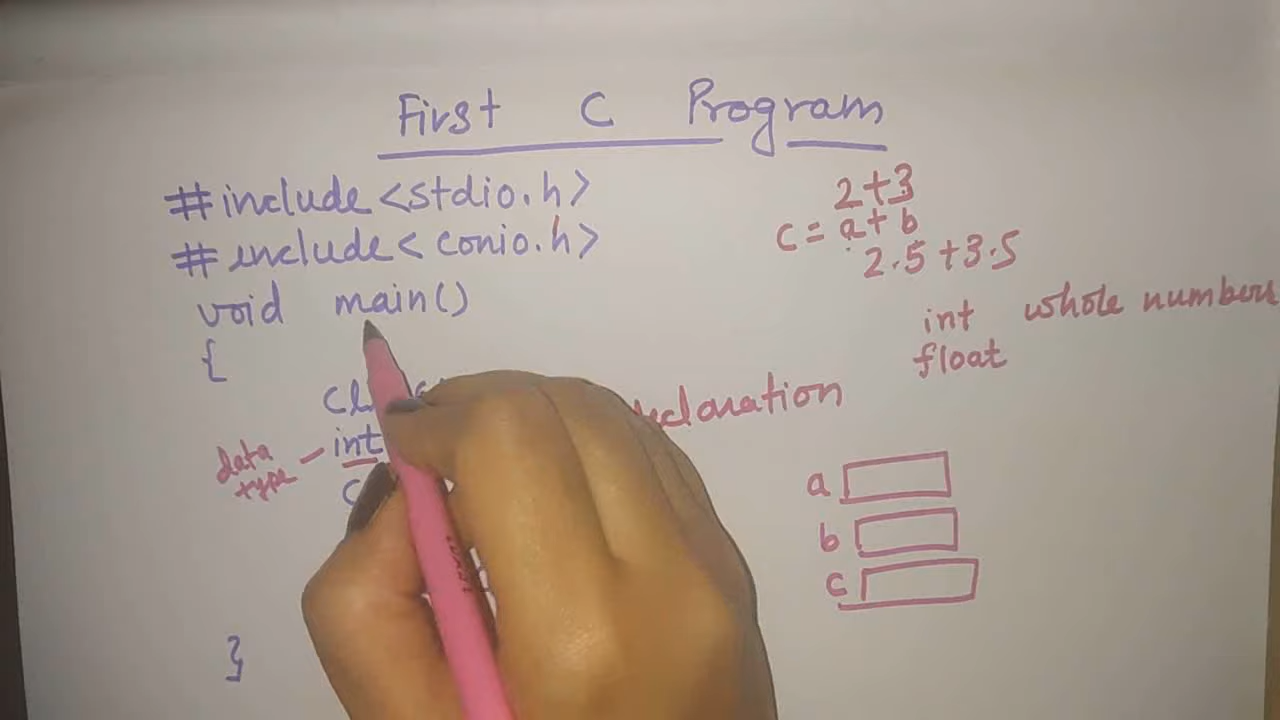 First C Program
#include <stdio.h>
#include < conio.h>
void main()
{
int
data type
}
2+3
c = a + b
2.5 + 3.5
int whole numbers
float
a
b
c